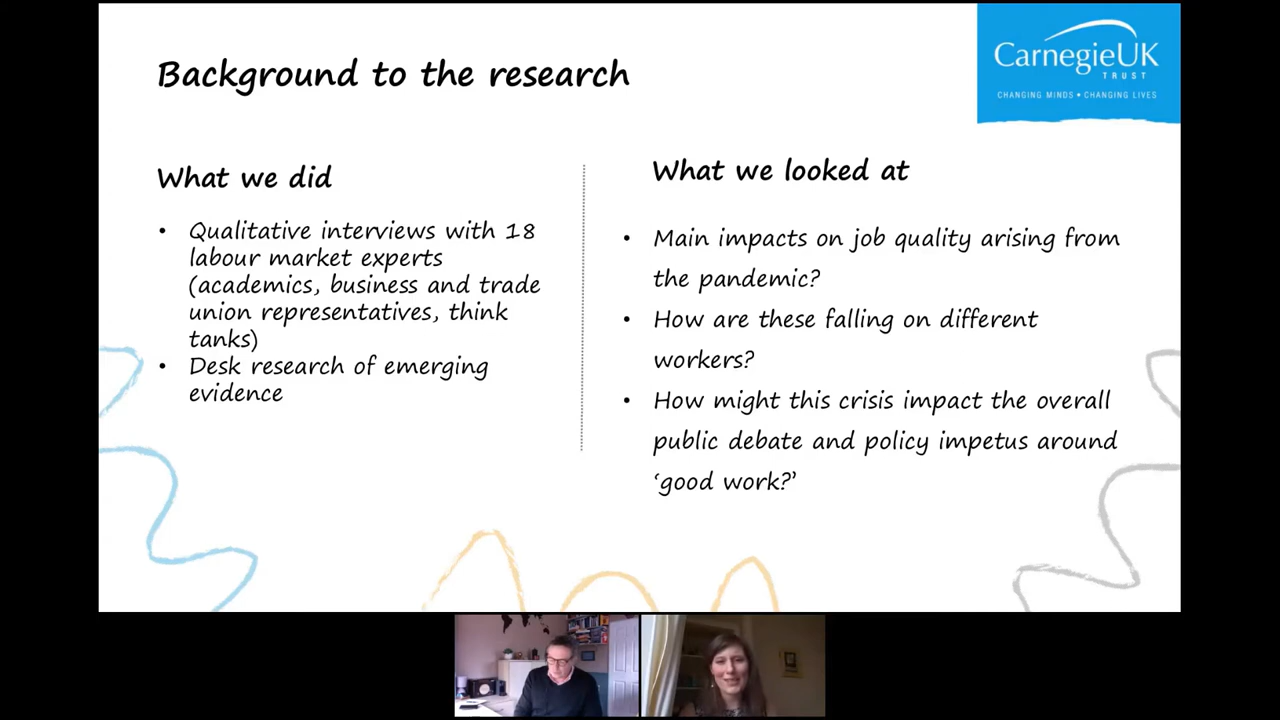 Background to the research
CarnegieUK
TRUST
CHANGING MINDS • CHANGING LIVES
What we did
• Qualitative interviews with 18
labour market experts
(academics, business and trade
union representatives, think
tanks)
• Desk research of emerging
evidence
What we looked at
• Main impacts on job quality arising from
the pandemic?
• How are these falling on different
workers?
• How might this crisis impact the overall
public debate and policy impetus around
‘good work?’